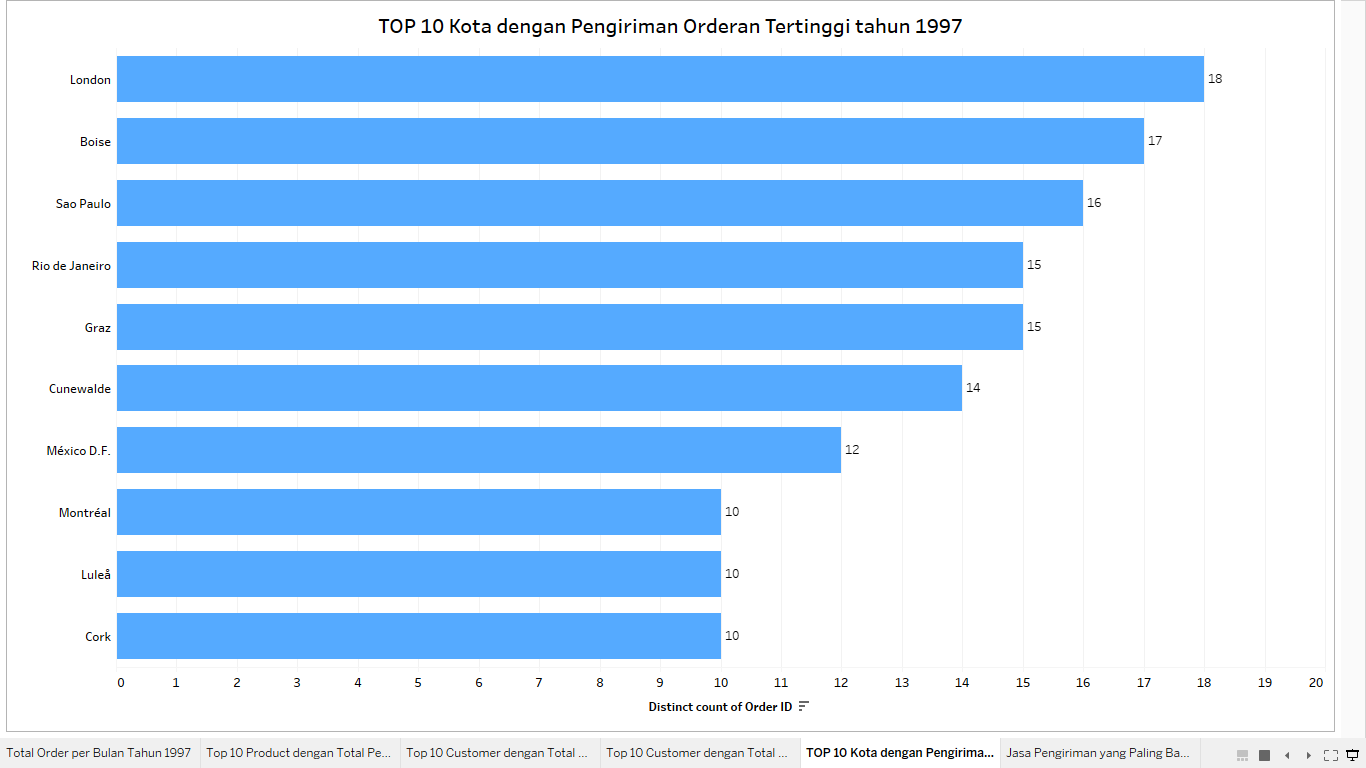 TOP 10 Kota dengan Pengiriman Orderan Tertinggi tahun 1997
London 18
Boise 17
Sao Paulo 16
Rio de Janeiro 15
Graz 15
Cunewalde 14
México D.F. 12
Montréal 10
Luleå 10
Cork 10
0 1 2 3 4 5 6 7 8 9 10 11 12 13 14 15 16 17 18 19 20
Distinct count of Order ID
Total Order per Bulan Tahun 1997 Top 10 Product dengan Total Pe... Top 10 Customer dengan Total ... Top 10 Customer dengan Total ... TOP 10 Kota dengan Pengirima... Jasa Pengiriman yang Paling Ba...